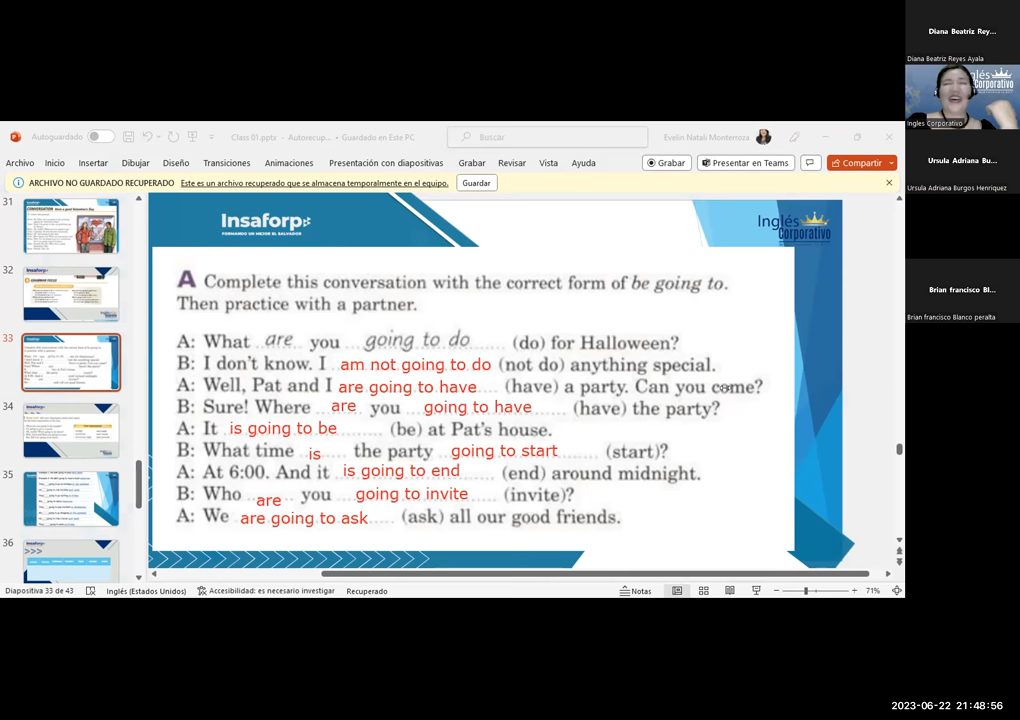 Diana Beatriz Rey...
Diana Beatriz Reyes Ayala
Inglés Corporativo
Ingles Corporativo
Ursula Adriana Bu...
Ursula Adriana Burgos Henriquez
Brian francisco Bl...
Brian francisco Blanco peralta
Autoguardado
Class 01.ppts - Autorecup... • Guardado en Este PC
Buscar
Evelin Natali Monterroza
Archivo Inicio Insertar Dibujar Diseño Transiciones Animaciones Presentación con diapositivas Grabar Revisar Vista Ayuda
Grabar Presentar en Teams Compartir
ARCHIVO NO GUARDADO RECUPERADO Este es un archivo recuperado que se almacena temporalmente en el equipo. Guardar
31
32
33
34
35
36
>>>
Insaforp
FORMANDO UN MEJOR EL SALVADOR
Inglés Corporativo
A Complete this conversation with the correct form of be going to.
Then practice with a partner.
A: What are you going to do (do) for Halloween?
B: I don't know. I am not going to do (not do) anything special.
A: Well, Pat and I are going to have (have) a party. Can you come?
B: Sure! Where are you going to have (have) the party?
A: It is going to be (be) at Pat's house.
B: What time is the party going to start (start)?
A: At 6:00. And it is going to end (end) around midnight.
B: Who are you going to invite (invite)?
A: We are going to ask (ask) all our good friends.
Diapositiva 33 de 43 Inglés (Estados Unidos) Accesibilidad: es necesario investigar Recuperado Notas 71%
2023-06-22 21:48:56